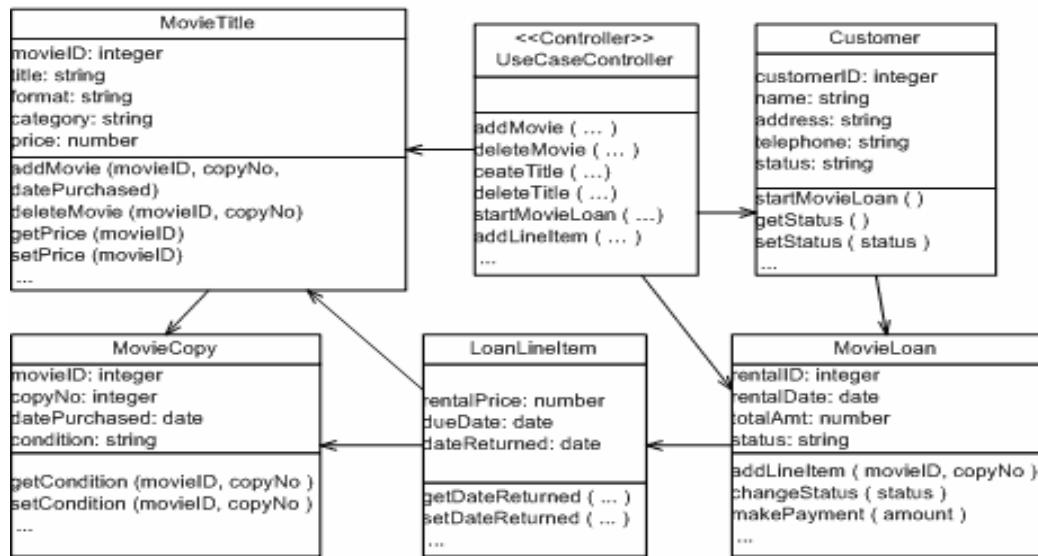 MovieTitle
movieID: integer
title: string
format: string
category: string
price: number
addMovie (movieID, copyNo,
datePurchased)
deleteMovie (movieID, copyNo)
getPrice (movieID)
setPrice (movieID)
...
<<Controller>>
UseCaseController
addMovie ( ... )
deleteMovie ( ... )
ceateTitle ( ...)
deleteTitle ( ... )
startMovieLoan ( ...)
addLineItem ( ... )
...
Customer
customerID: integer
name: string
address: string
telephone: string
status: string
startMovieLoan ( )
getStatus ( )
setStatus ( status )
...
MovieCopy
movieID: integer
copyNo: integer
datePurchased: date
condition: string
getCondition (movieID, copyNo )
setCondition (movieID, copyNo )
...
LoanLineItem
rentalPrice: number
dueDate: date
dateReturned: date
getDateReturned ( ... )
setDateReturned ( ... )
...
MovieLoan
rentalID: integer
rentalDate: date
totalAmt: number
status: string
addLineItem ( movieID, copyNo )
changeStatus ( status )
makePayment ( amount )
...